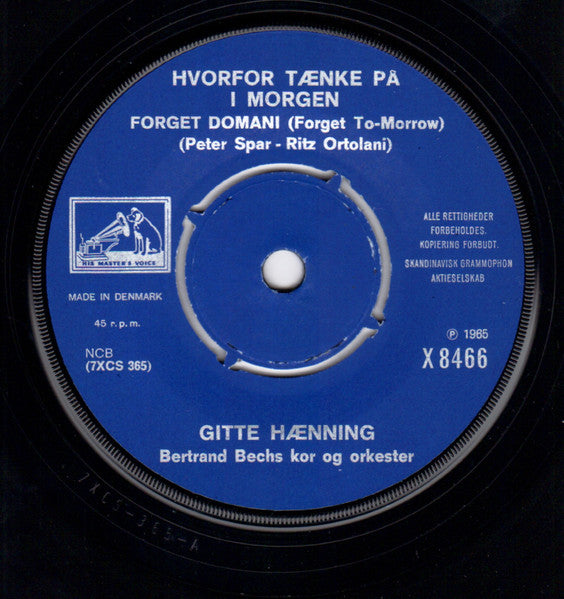 HVORFOR TÆNKE PÅ
I MORGEN
FORGET DOMANI (Forget To-Morrow)
(Peter Spar - Ritz Ortolani)
HIS MASTER'S VOICE
ALLE RETTIGHEDER
FORBEHOLDES.
KOPIERING FORBUDT.
SKANDINAVISK GRAMMOPHON
AKTIESELSKAB
MADE IN DENMARK
45 r.p.m.
NCB
(7XCS 365)
℗ 1965
X 8466
GITTE HÆNNING
Bertrand Bechs kor og orkester
7XCS-365-A